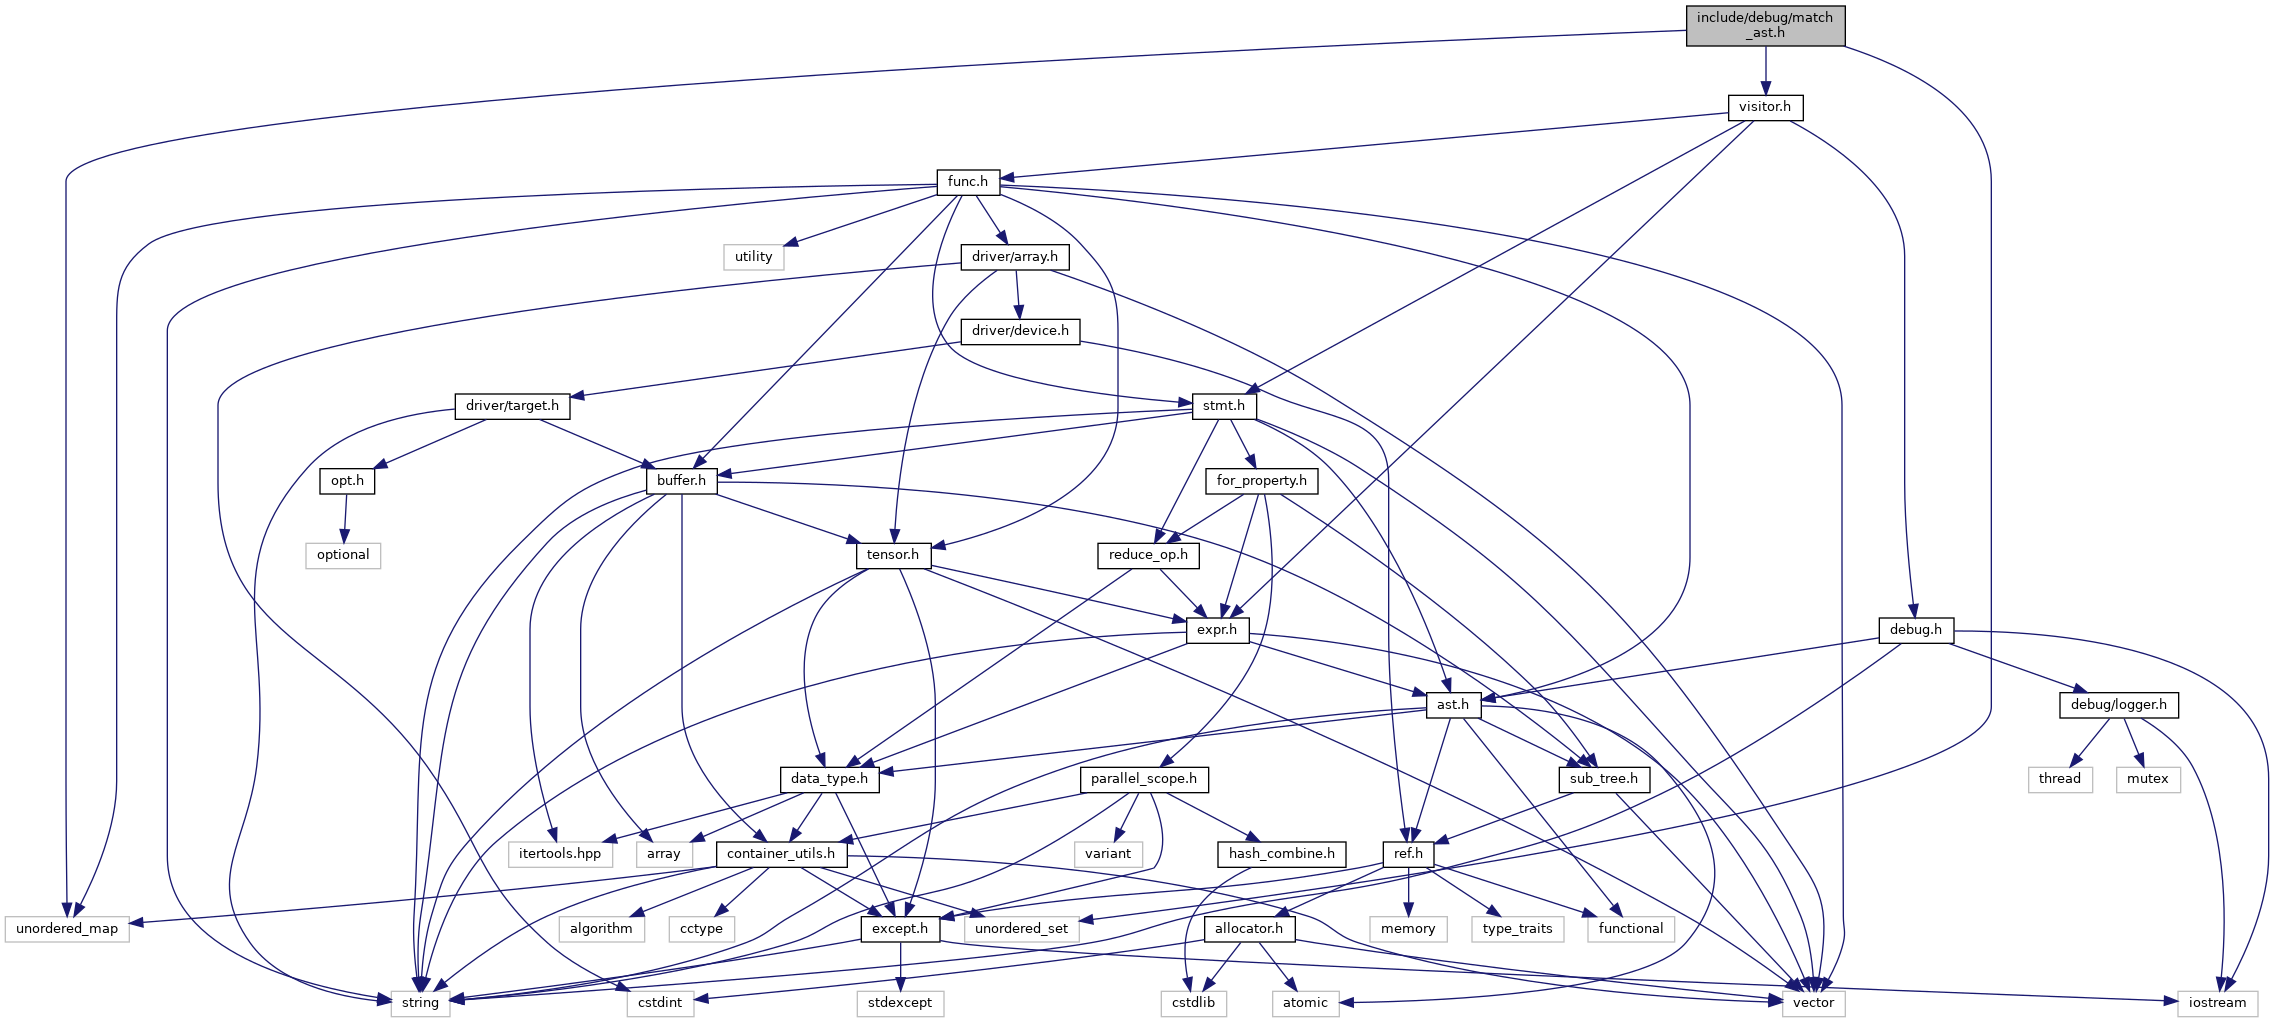 include/debug/match
_ast.h
visitor.h
func.h
utility
driver/array.h
driver/device.h
driver/target.h
stmt.h
opt.h
buffer.h
for_property.h
optional
tensor.h
reduce_op.h
expr.h
debug.h
ast.h
debug/logger.h
data_type.h
parallel_scope.h
sub_tree.h
thread
mutex
itertools.hpp
array
container_utils.h
variant
hash_combine.h
ref.h
unordered_map
algorithm
cctype
except.h
unordered_set
allocator.h
memory
type_traits
functional
string
cstdint
stdexcept
cstdlib
atomic
vector
iostream